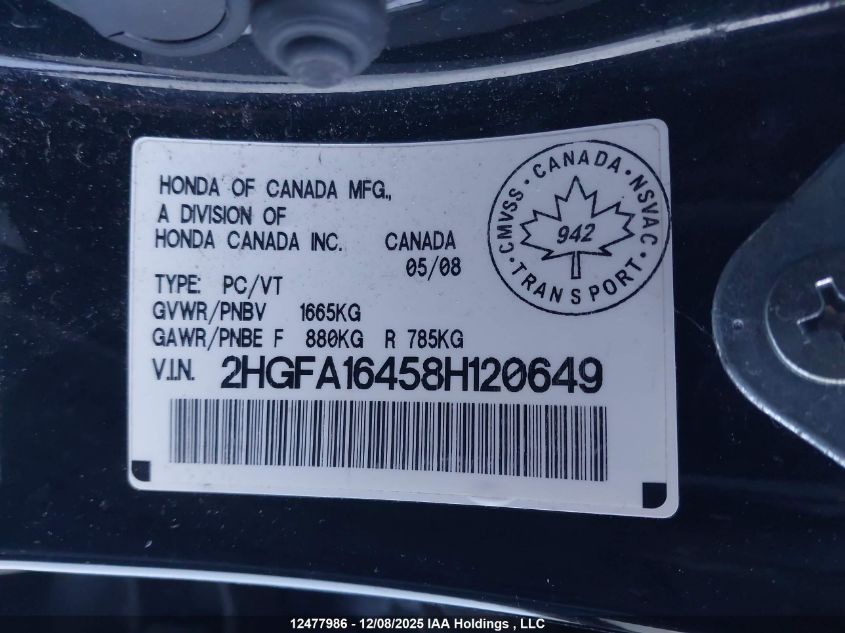 HONDA OF CANADA MFG.,
A DIVISION OF
HONDA CANADA INC. CANADA
05/08
TYPE: PC/VT
GVWR/PNBV 1665KG
GAWR/PNBE F 880KG R 785KG
V.I.N. 2HGFA16458H120649
CMVSS · CANADA · NSVAC · TRANSPORT ·
942
12477986 - 12/08/2025 IAA Holdings , LLC